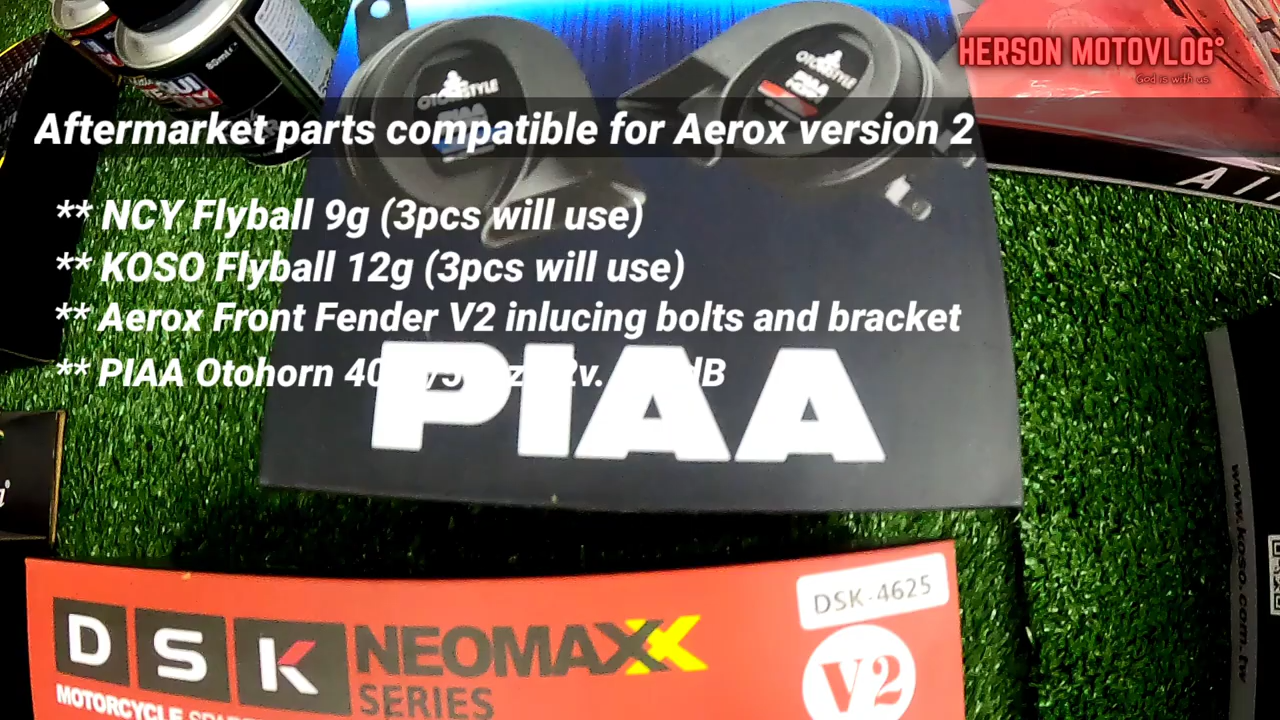 HERSON MOTOVLOG°
God is with us
OTOSTYLE
OTOSTYLE
80ml
Aftermarket parts compatible for Aerox version 2
** NCY Flyball 9g (3pcs will use)
** KOSO Flyball 12g (3pcs will use)
** Aerox Front Fender V2 inlucing bolts and bracket
** PIAA Otohorn
PIAA
www.koso.com.tw
DSK NEOMAXX
SERIES
MOTORCYCLE
DSK-4625
V2